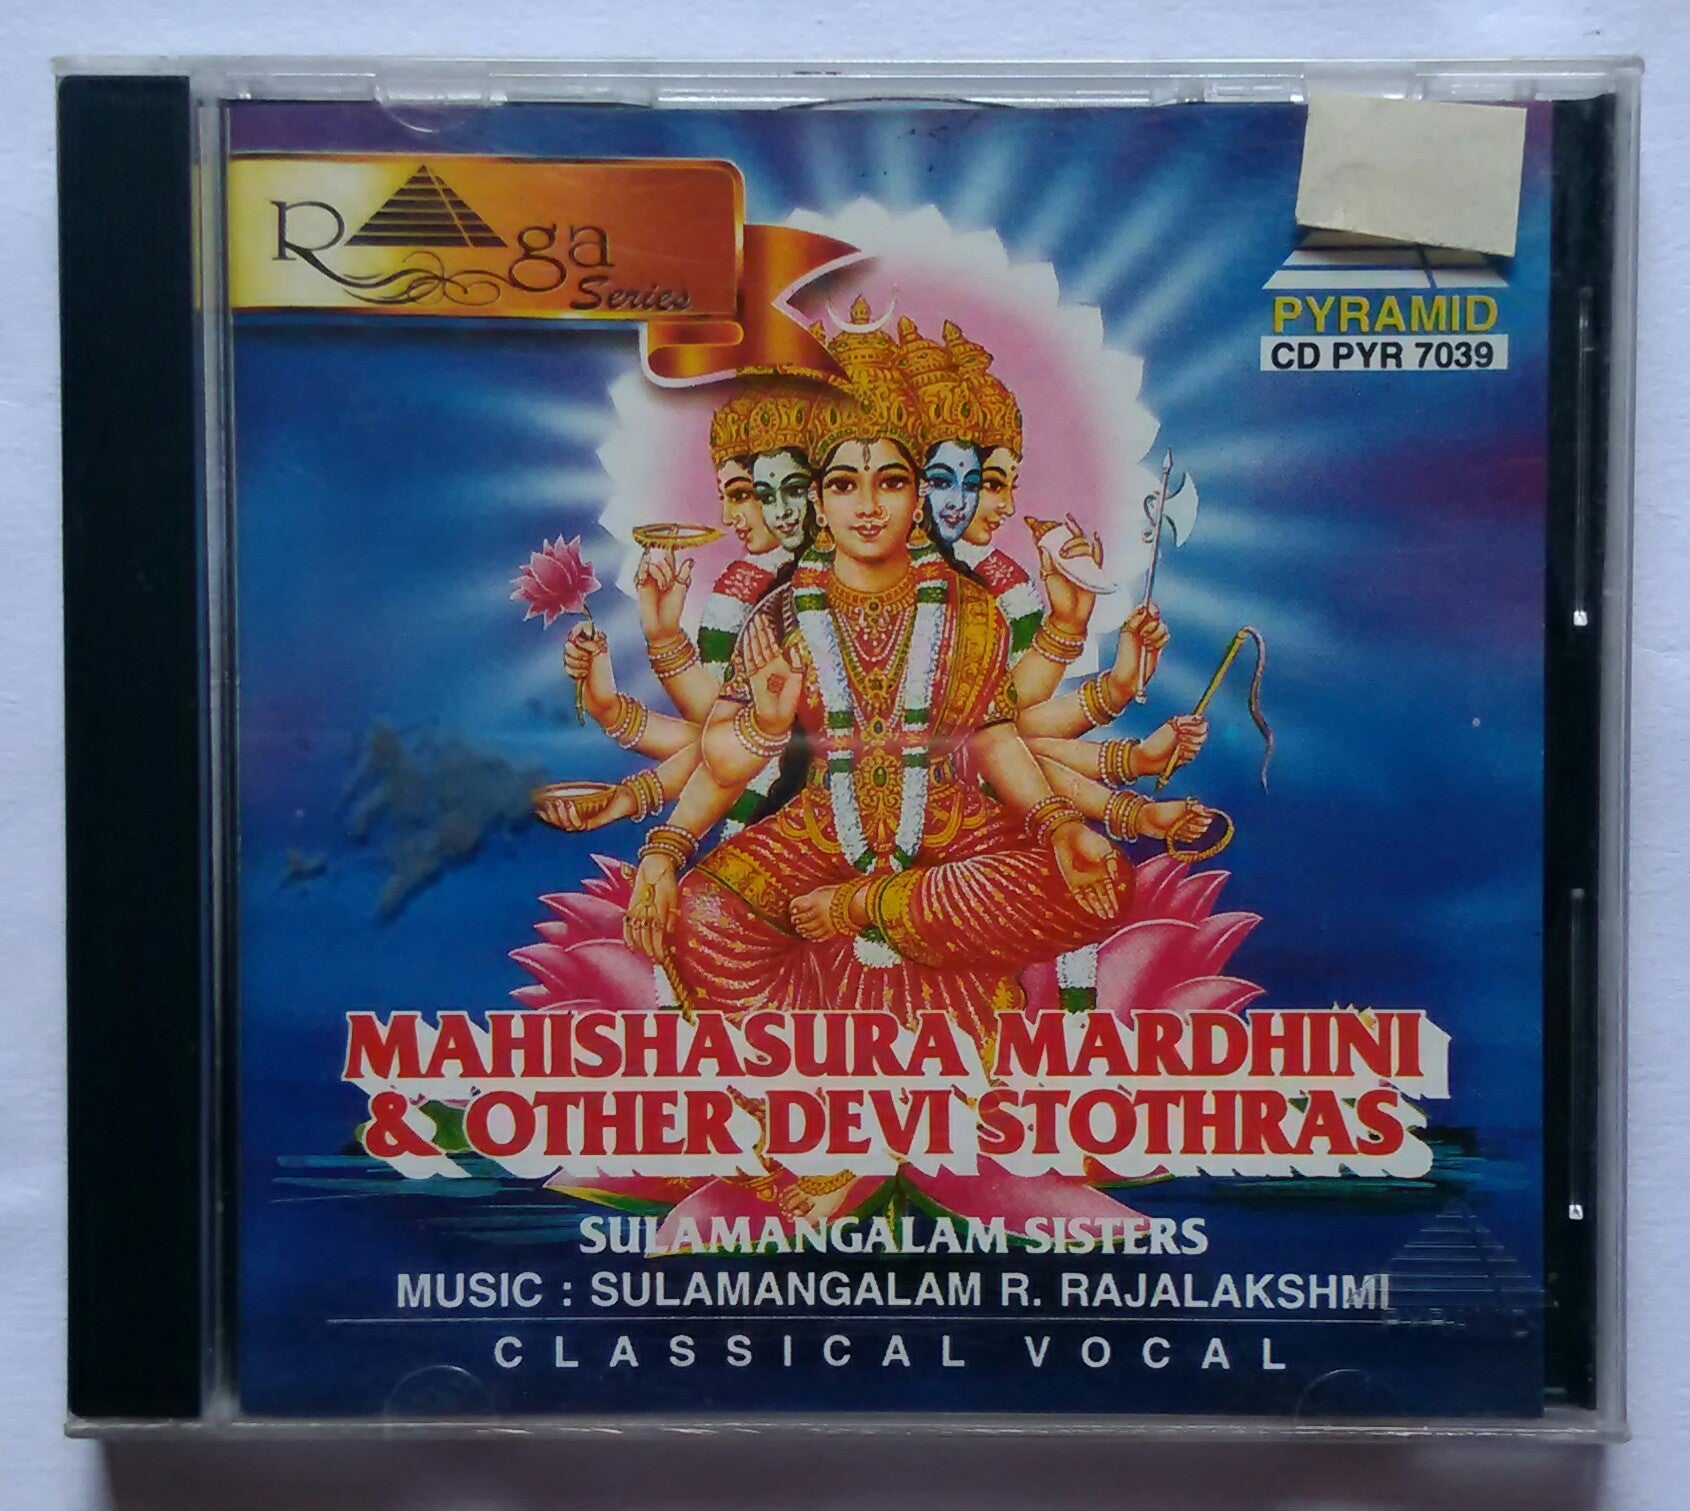 Raga
Series
PYRAMID
CD PYR 7039
MAHISHASURA MARDHINI
& OTHER DEVI STOTHRAS
SULAMANGALAM SISTERS
MUSIC : SULAMANGALAM R. RAJALAKSHMI
CLASSICAL VOCAL